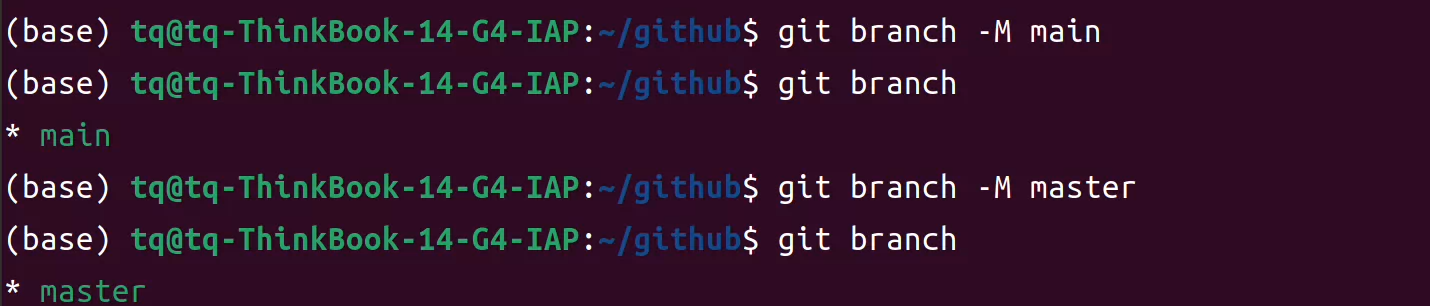 (base) tq@tq-ThinkBook-14-G4-IAP:~/github$ git branch -M main
(base) tq@tq-ThinkBook-14-G4-IAP:~/github$ git branch
* main
(base) tq@tq-ThinkBook-14-G4-IAP:~/github$ git branch -M master
(base) tq@tq-ThinkBook-14-G4-IAP:~/github$ git branch
* master